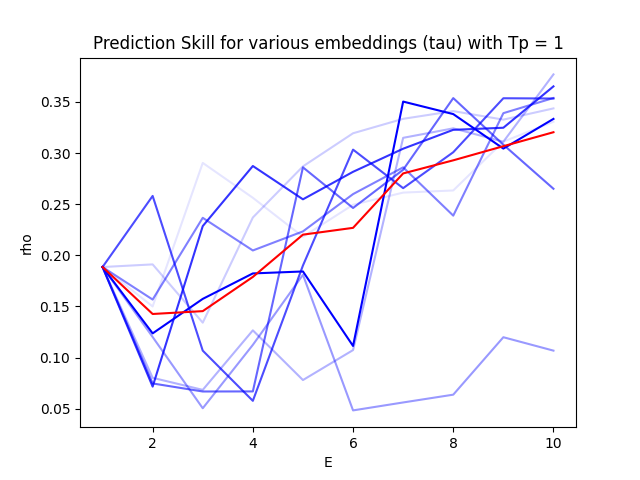 Prediction Skill for various embeddings (tau) with Tp = 1
0.35
0.30
0.25
0.20
0.15
0.10
0.05
rho
2 4 6 8 10
E